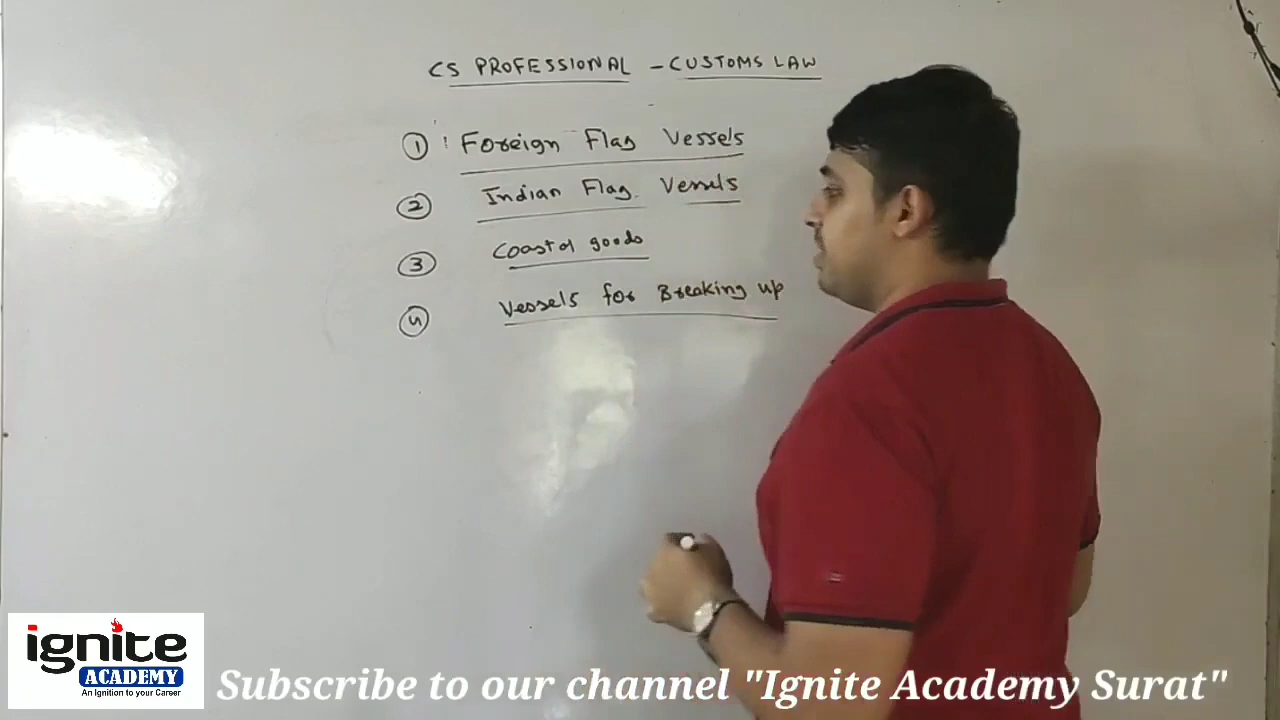 CS PROFESSIONAL - CUSTOMS LAW
① Foreign Flag Vessels
② Indian Flag Vessels
③ Coastal goods
④ Vessels for Breaking up
ignite
ACADEMY
An Ignition to your Career
Subscribe to our channel "Ignite Academy Surat"